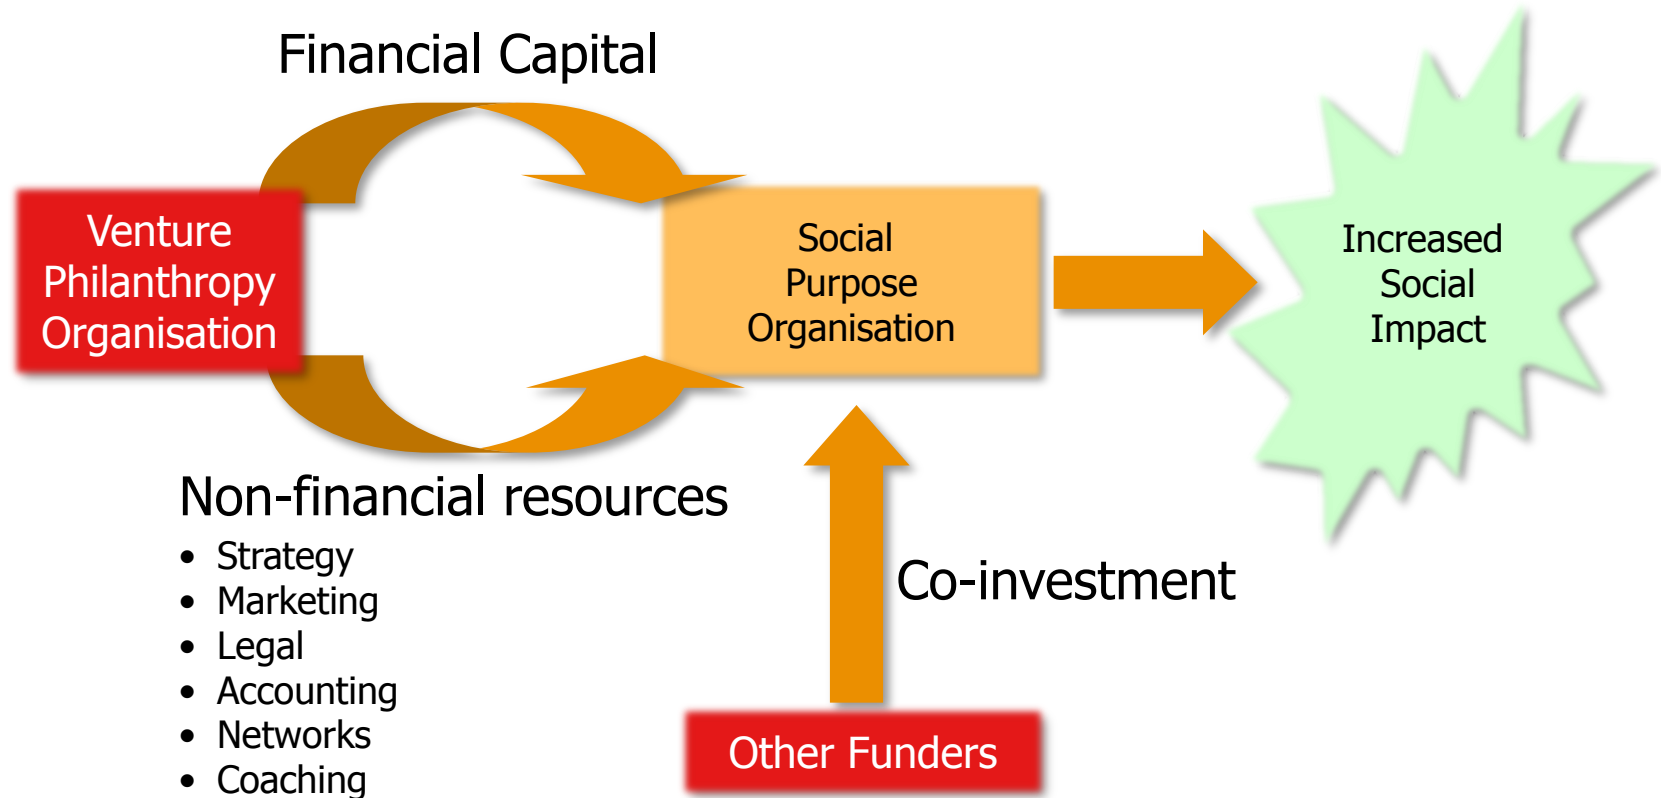 Financial Capital
Venture
Philanthropy
Organisation
Social
Purpose
Organisation
Increased
Social
Impact
Non-financial resources
• Strategy
• Marketing
• Legal
• Accounting
• Networks
• Coaching
Co-investment
Other Funders